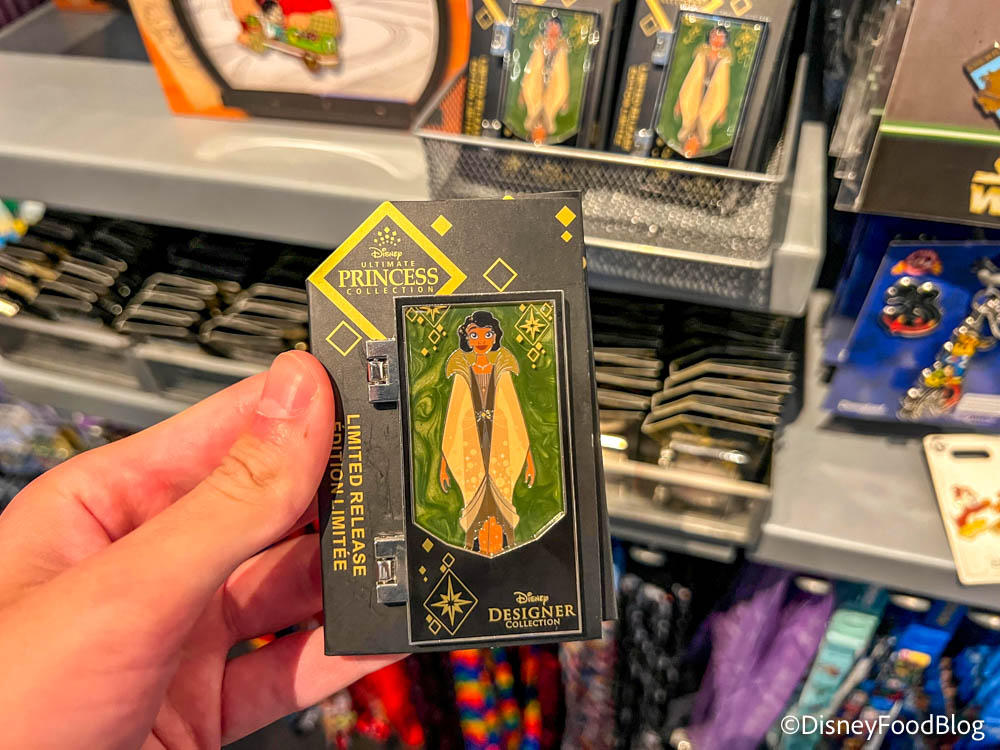 Disney
ULTIMATE
PRINCESS
COLLECTION
LIMITED RELEASE
ÉDITION LIMITÉE
Disney
DESIGNER
COLLECTION
©DisneyFoodBlog